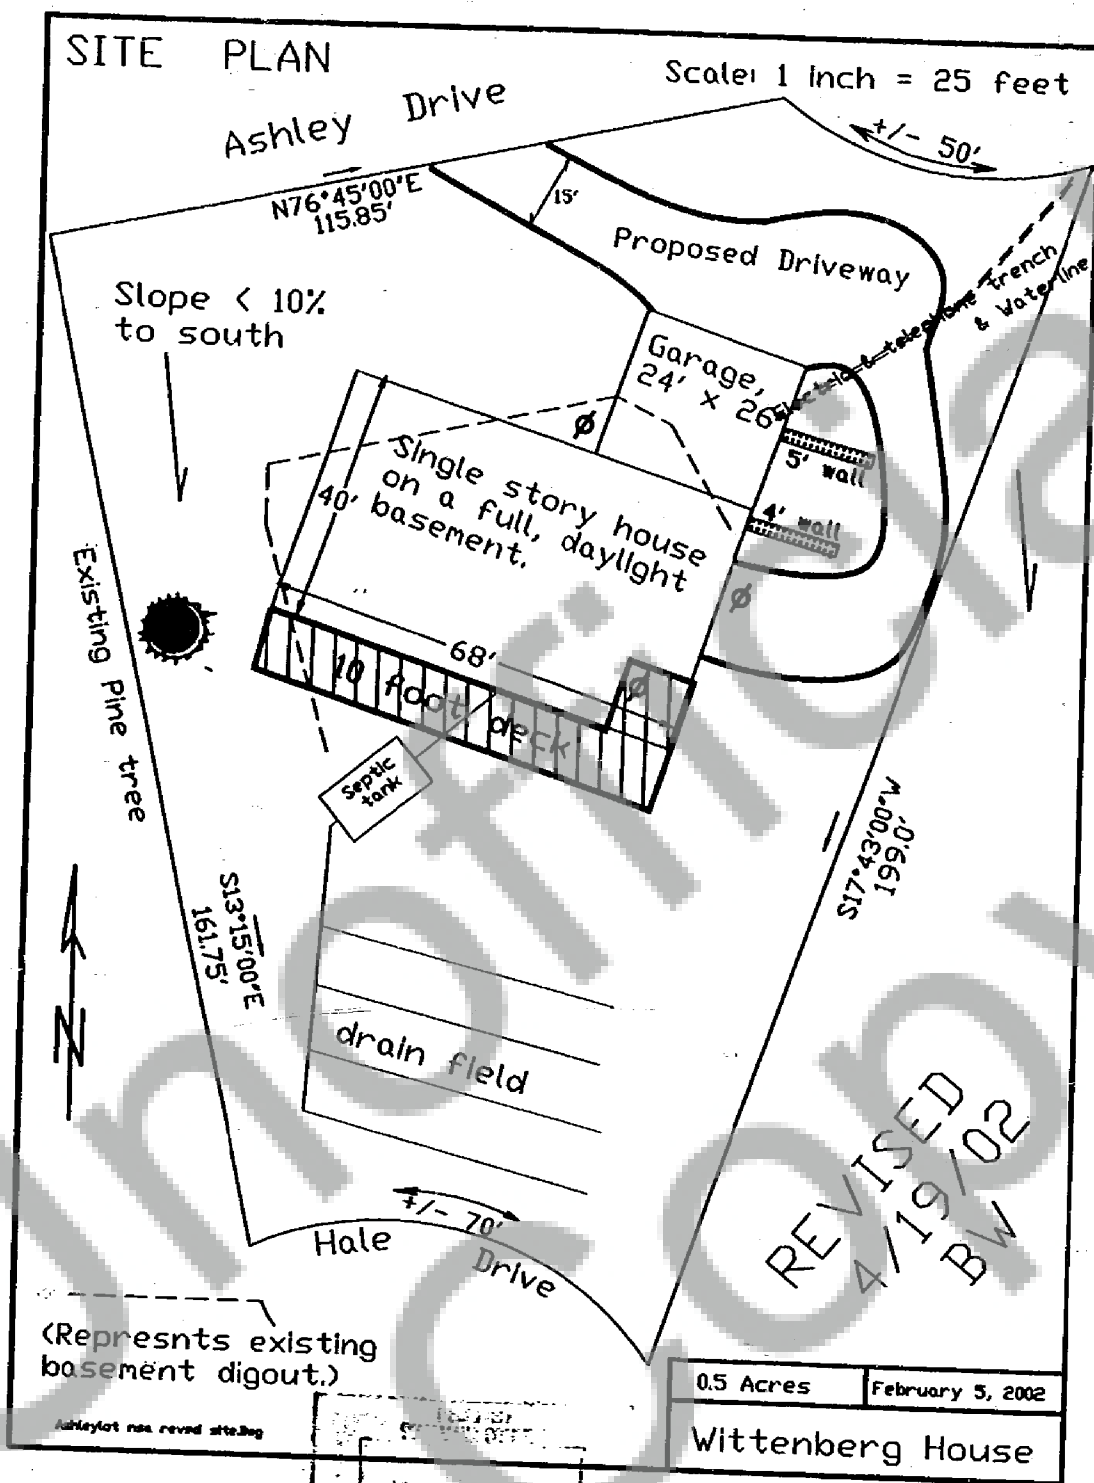 SITE PLAN
Scale: 1 inch = 25 feet
Ashley Drive
+/- 50'
N76°45'00"E
115.85'
15'
Proposed Driveway
Electric & telephone trench
& Waterline
Slope < 10%
to south
Garage,
24' x 26'
ϕ
5' wall
4' wall
Single story house
on a full, daylight
basement.
40'
ϕ
Existing Pine tree
68'
ϕ
10 foot deck
Septic
tank
S17°43'00"W
199.0'
S13°15'00"E
161.75'
N
drain field
+/- 70'
Hale Drive
REVISED
4/19/02
BW
(Represnts existing
basement digout.)
0.5 Acres
February 5, 2002
Wittenberg House
Unofficial
Copy